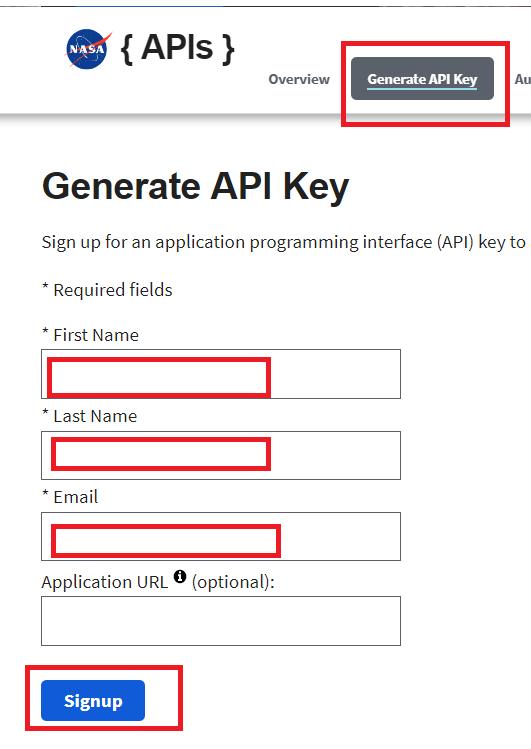 NASA { APIs }
Overview Generate API Key Au
Generate API Key
Sign up for an application programming interface (API) key to
* Required fields
* First Name
* Last Name
* Email
Application URL (optional):
Signup